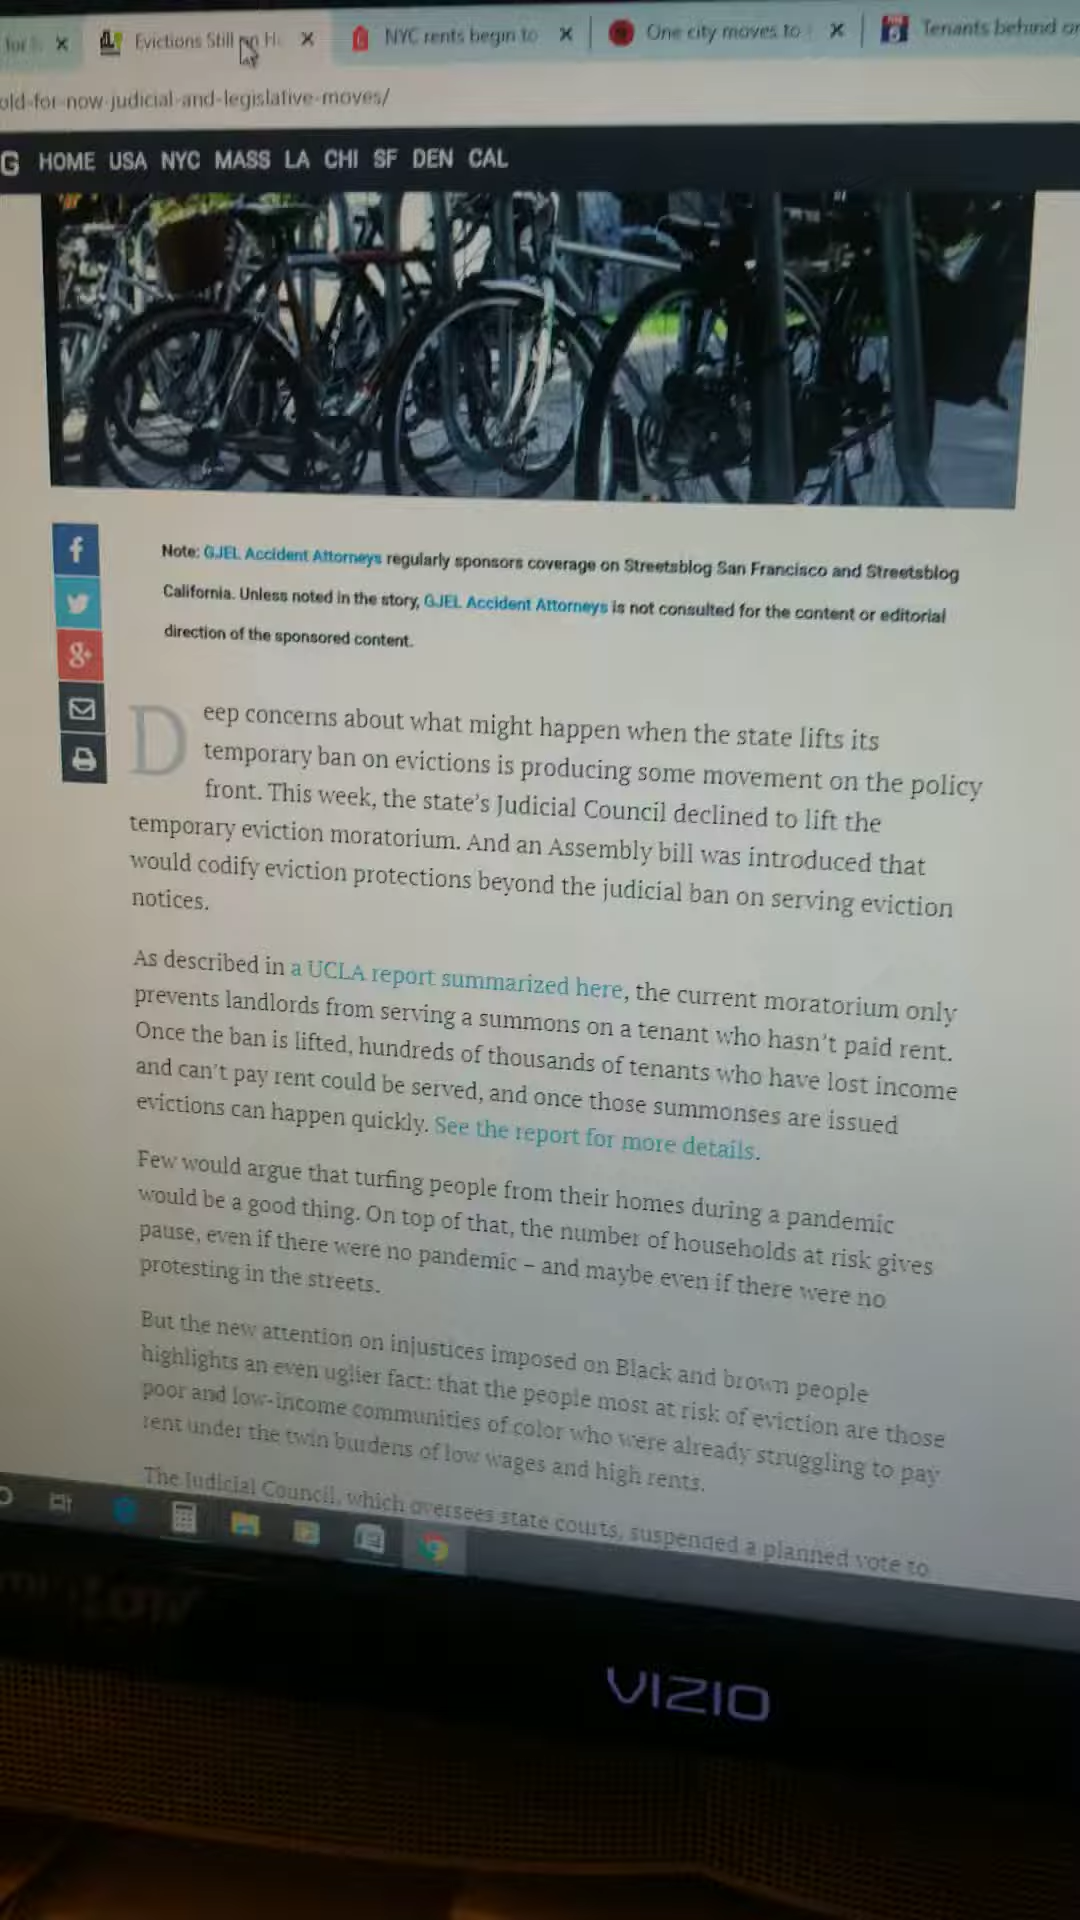 for
Evictions Still on H
NYC rents begin to
One city moves to
Tenants behind on
old-for-now-judicial-and-legislative-moves/
G HOME USA NYC MASS LA CHI SF DEN CAL
Note: GJEL Accident Attorneys regularly sponsors coverage on Streetsblog San Francisco and Streetsblog
California. Unless noted in the story, GJEL Accident Attorneys is not consulted for the content or editorial
direction of the sponsored content.
Deep concerns about what might happen when the state lifts its
temporary ban on evictions is producing some movement on the policy
front. This week, the state's Judicial Council declined to lift the
temporary eviction moratorium. And an Assembly bill was introduced that
would codify eviction protections beyond the judicial ban on serving eviction
notices.
As described in a UCLA report summarized here, the current moratorium only
prevents landlords from serving a summons on a tenant who hasn't paid rent.
Once the ban is lifted, hundreds of thousands of tenants who have lost income
and can't pay rent could be served, and once those summonses are issued
evictions can happen quickly. See the report for more details.
Few would argue that turfing people from their homes during a pandemic
would be a good thing. On top of that, the number of households at risk gives
pause, even if there were no pandemic – and maybe even if there were no
protesting in the streets.
But the new attention on injustices imposed on Black and brown people
highlights an even uglier fact: that the people most at risk of eviction are those
poor and low-income communities of color who were already struggling to pay
rent under the twin burdens of low wages and high rents.
The Judicial Council, which oversees state courts, suspended a planned vote to
VIZIO